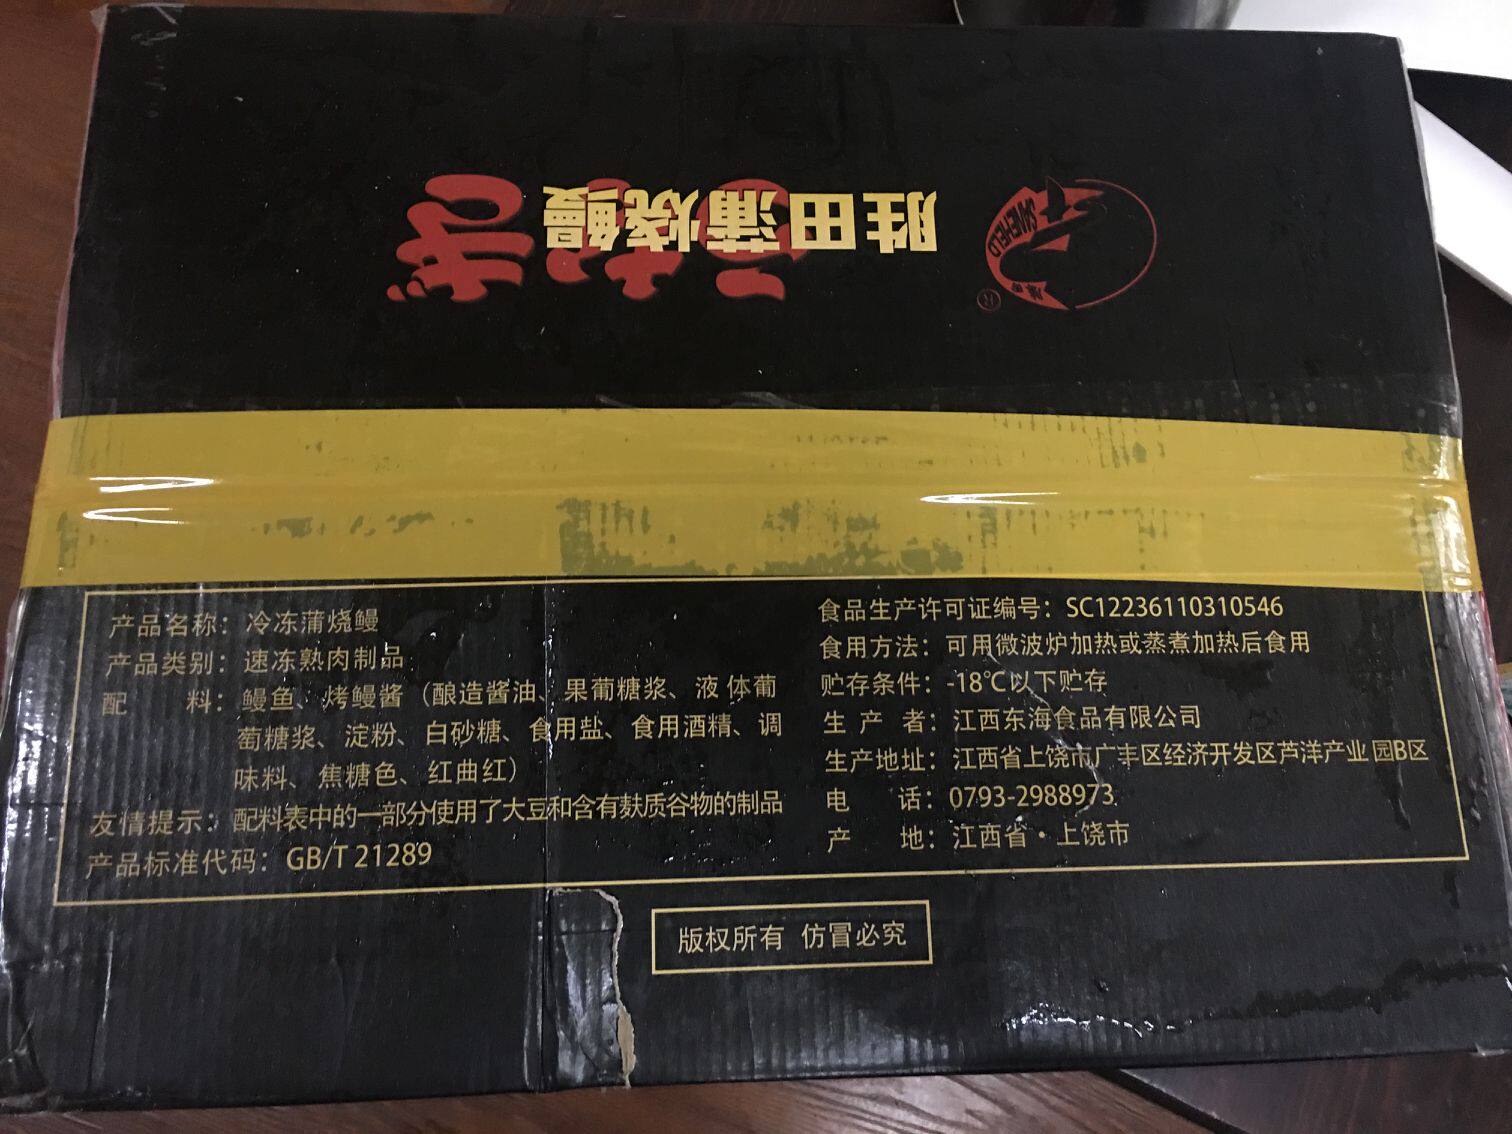 胜田蒲烧鳗
SANEHIELD
®
产品名称：冷冻蒲烧鳗
产品类别：速冻熟肉制品
配 料：鳗鱼、烤鳗酱（酿造酱油、果葡糖浆、液体葡
萄糖浆、淀粉、白砂糖、食用盐、食用酒精、调
味料、焦糖色、红曲红）
友情提示：配料表中的一部分使用了大豆和含有麸质谷物的制品
产品标准代码：GB/T 21289
食品生产许可证编号：SC12236110310546
食用方法：可用微波炉加热或蒸煮加热后食用
贮存条件：-18℃以下贮存
生 产 者：江西东海食品有限公司
生产地址：江西省上饶市广丰区经济开发区芦洋产业园B区
电 话：0793-2988973
产 地：江西省·上饶市
版权所有 仿冒必究